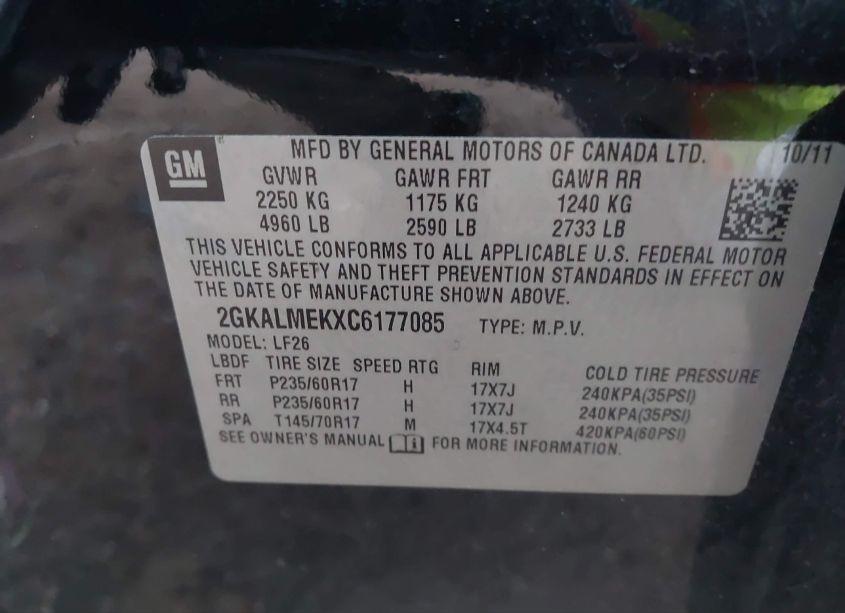 GM
MFD BY GENERAL MOTORS OF CANADA LTD. 10/11
GVWR GAWR FRT GAWR RR
2250 KG 1175 KG 1240 KG
4960 LB 2590 LB 2733 LB
THIS VEHICLE CONFORMS TO ALL APPLICABLE U.S. FEDERAL MOTOR
VEHICLE SAFETY AND THEFT PREVENTION STANDARDS IN EFFECT ON
THE DATE OF MANUFACTURE SHOWN ABOVE.
2GKALMEKXC6177085 TYPE: M.P.V.
MODEL: LF26
LBDF TIRE SIZE SPEED RTG RIM COLD TIRE PRESSURE
FRT P235/60R17 H 17X7J 240KPA(35PSI)
RR P235/60R17 H 17X7J 240KPA(35PSI)
SPA T145/70R17 M 17X4.5T 420KPA(60PSI)
SEE OWNER'S MANUAL FOR MORE INFORMATION.